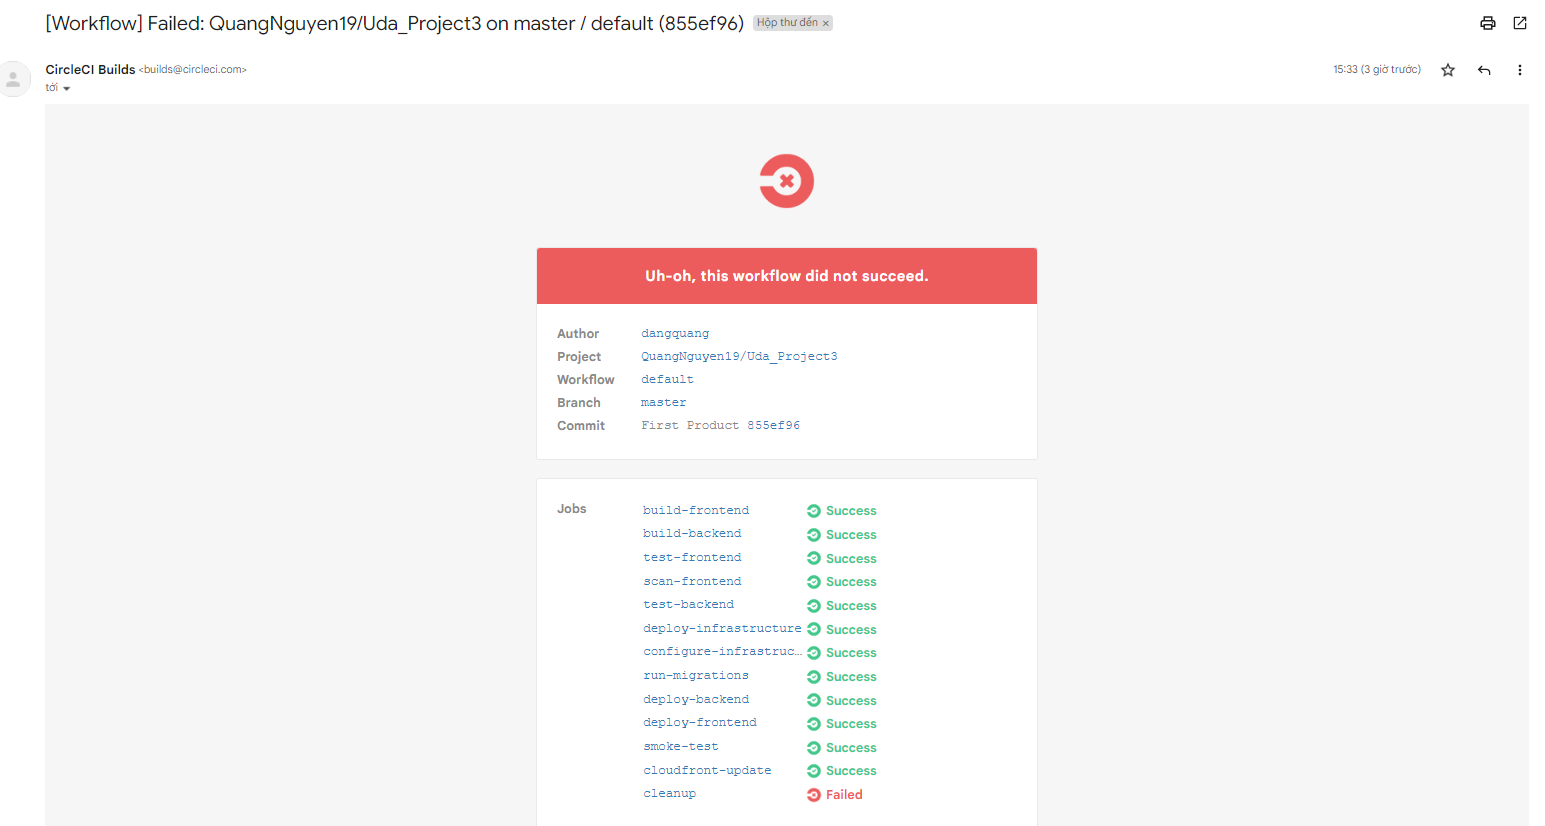 [Workflow] Failed: QuangNguyen19/Uda_Project3 on master / default (855ef96) Hộp thư đến ×
CircleCI Builds <builds@circleci.com> 15:33 (3 giờ trước)
tới
Uh-oh, this workflow did not succeed.
Author dangquang
Project QuangNguyen19/Uda_Project3
Workflow default
Branch master
Commit First Product 855ef96
Jobs build-frontend Success
build-backend Success
test-frontend Success
scan-frontend Success
test-backend Success
deploy-infrastructure Success
configure-infrastruc… Success
run-migrations Success
deploy-backend Success
deploy-frontend Success
smoke-test Success
cloudfront-update Success
cleanup Failed